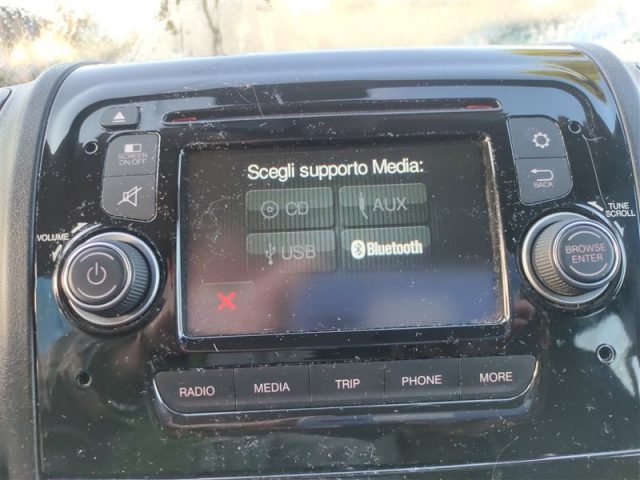 SCREEN
ON/OFF
BACK
Scegli supporto Media:
CD
AUX
USB
Bluetooth
VOLUME
TUNE
SCROLL
BROWSE
ENTER
RADIO
MEDIA
TRIP
PHONE
MORE